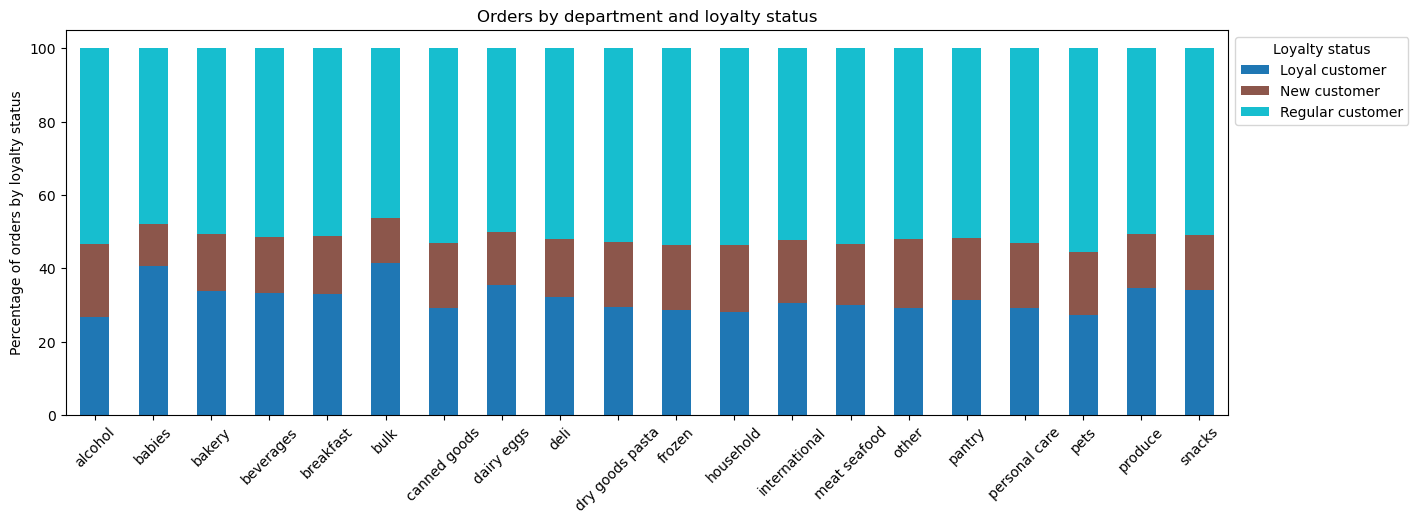 Orders by department and loyalty status
Percentage of orders by loyalty status
100
80
60
40
20
0
alcohol
babies
bakery
beverages
breakfast
bulk
canned goods
dairy eggs
deli
dry goods pasta
frozen
household
international
meat seafood
other
pantry
personal care
pets
produce
snacks
Loyalty status
Loyal customer
New customer
Regular customer